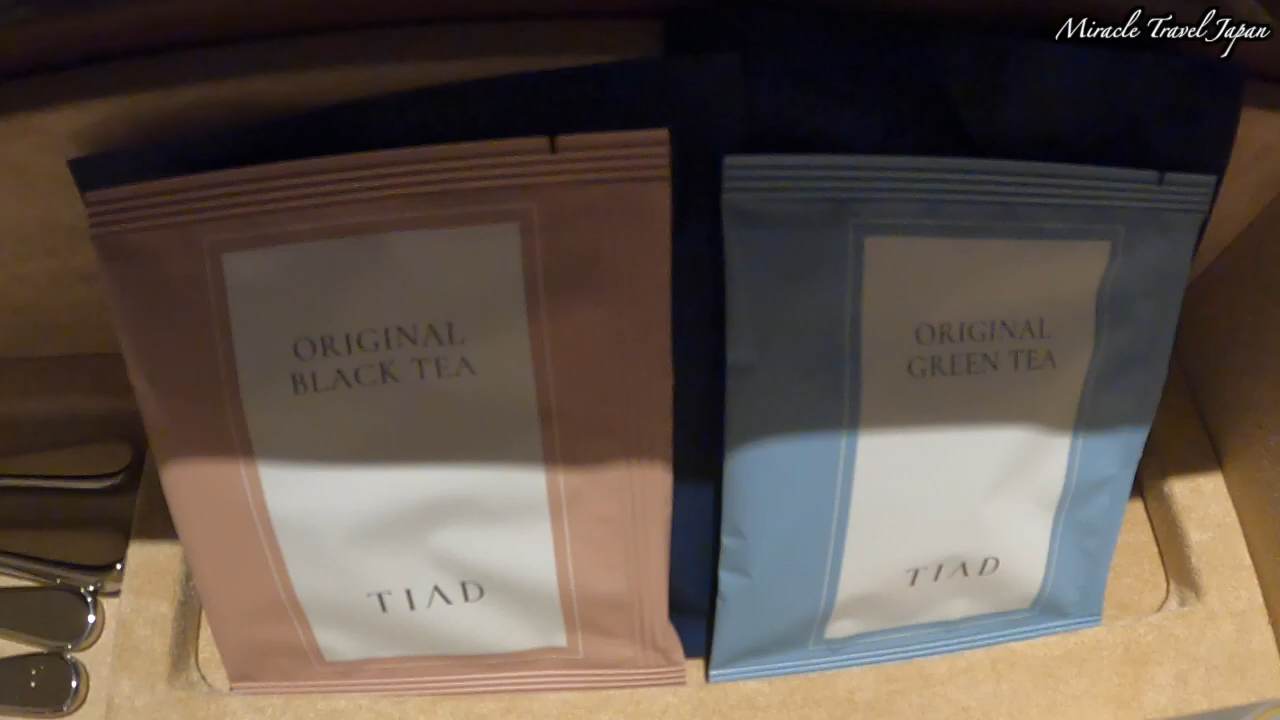 Miracle Travel Japan
ORIGINAL
BLACK TEA
TIAD
ORIGINAL
GREEN TEA
TIAD